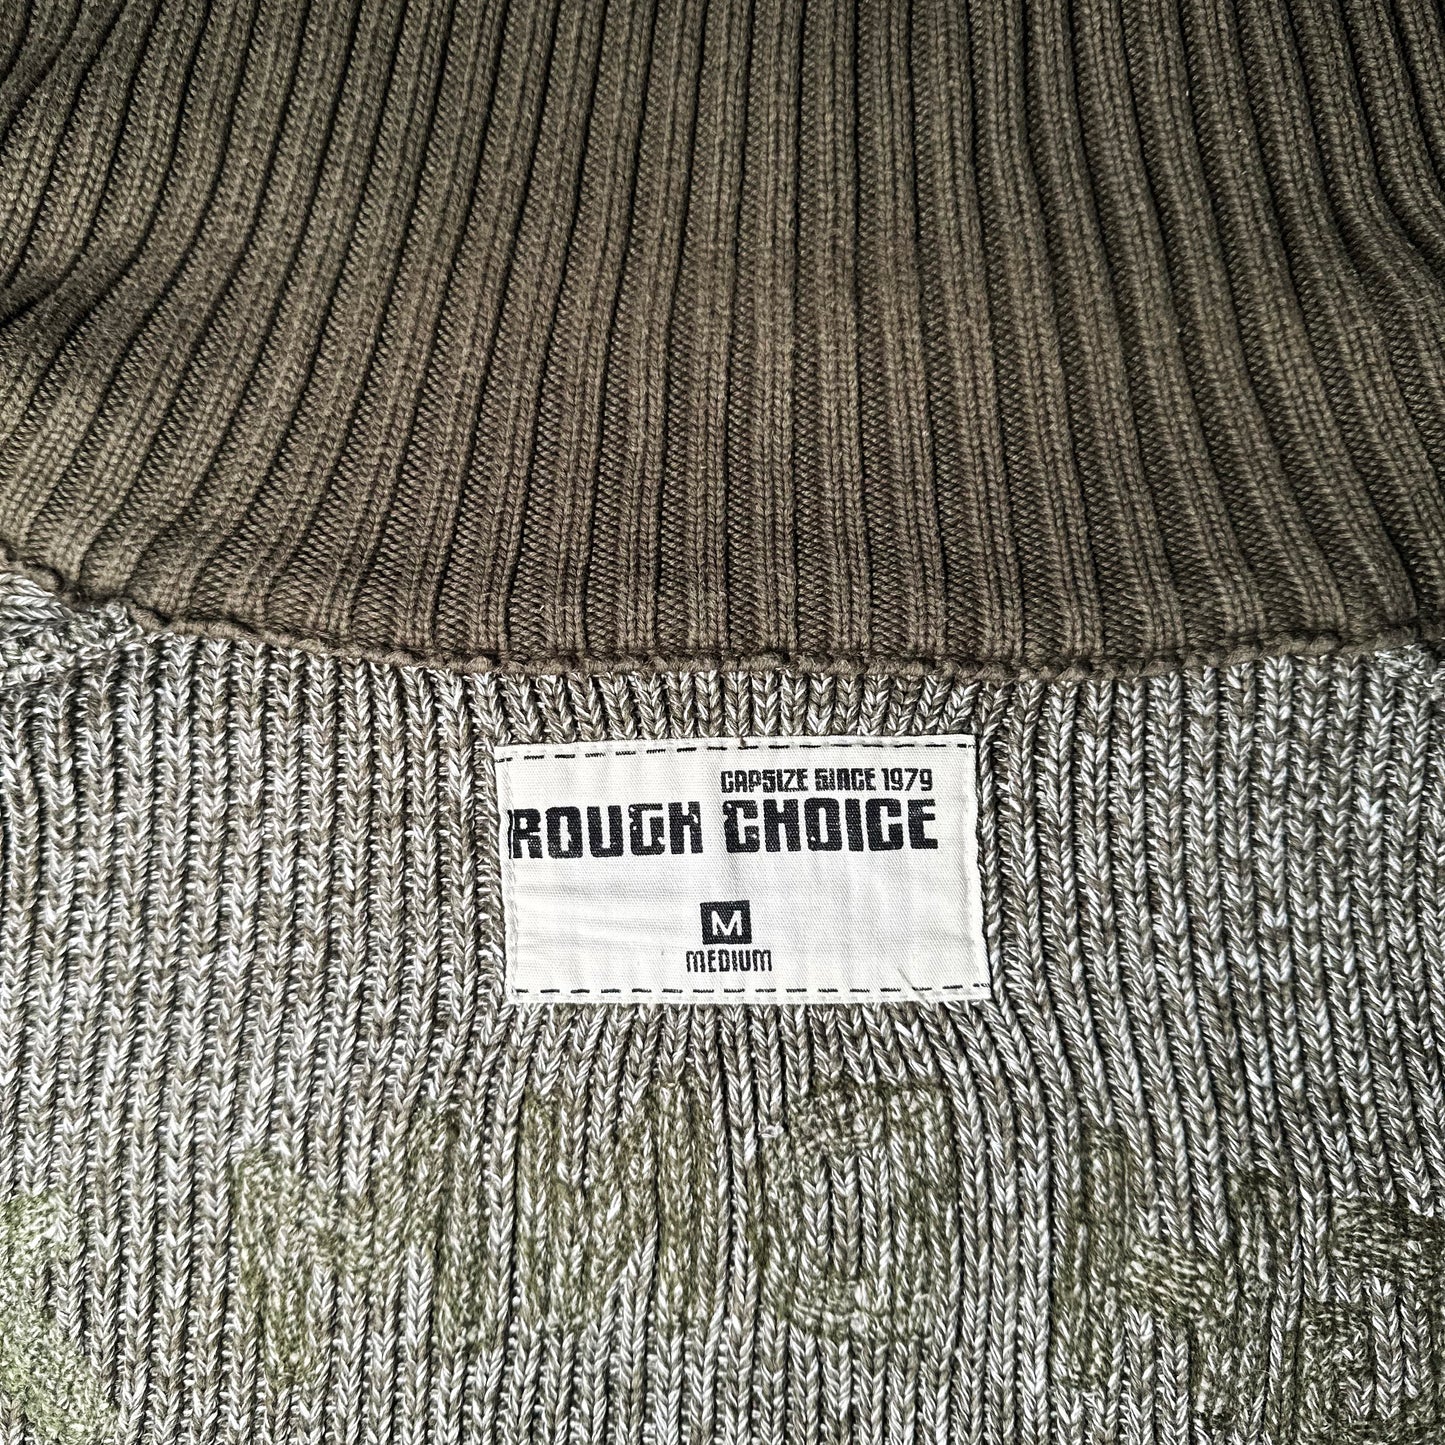 CAPSIZE SINCE 1979
ROUGH CHOICE
M
MEDIUM